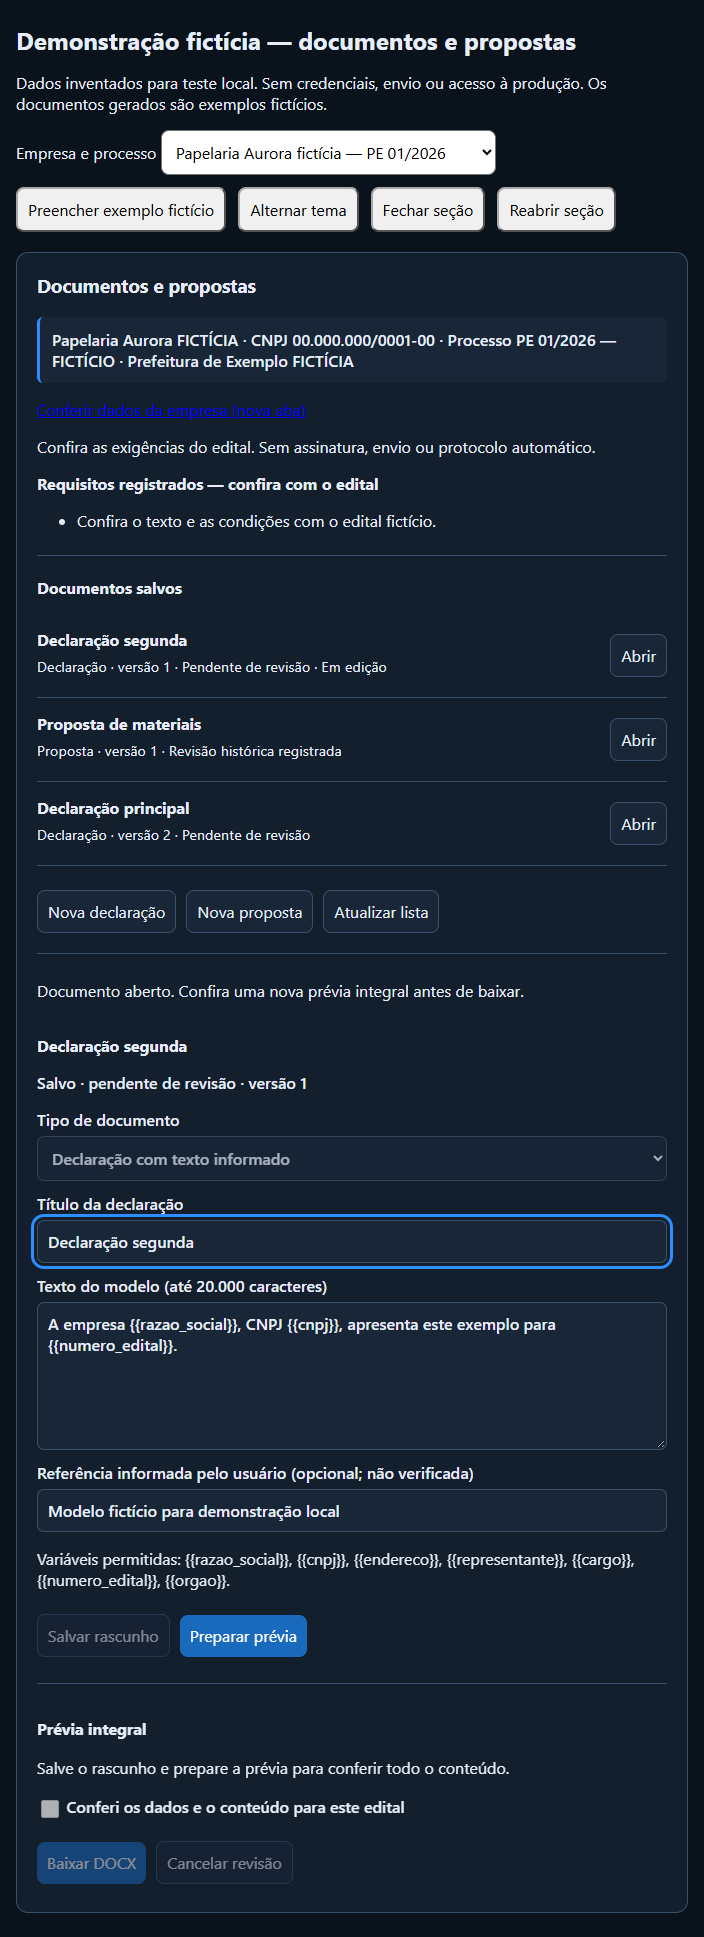 Demonstração fictícia — documentos e propostas
Dados inventados para teste local. Sem credenciais, envio ou acesso à produção. Os
documentos gerados são exemplos fictícios.
Empresa e processo Papelaria Aurora fictícia — PE 01/2026
Preencher exemplo fictício Alternar tema Fechar seção Reabrir seção
Documentos e propostas
Papelaria Aurora FICTÍCIA · CNPJ 00.000.000/0001-00 · Processo PE 01/2026 —
FICTÍCIO · Prefeitura de Exemplo FICTÍCIA
Conferir dados da empresa (nova aba)
Confira as exigências do edital. Sem assinatura, envio ou protocolo automático.
Requisitos registrados — confira com o edital
• Confira o texto e as condições com o edital fictício.
Documentos salvos
Declaração segunda
Declaração · versão 1 · Pendente de revisão · Em edição
Abrir
Proposta de materiais
Proposta · versão 1 · Revisão histórica registrada
Abrir
Declaração principal
Declaração · versão 2 · Pendente de revisão
Abrir
Nova declaração Nova proposta Atualizar lista
Documento aberto. Confira uma nova prévia integral antes de baixar.
Declaração segunda
Salvo · pendente de revisão · versão 1
Tipo de documento
Declaração com texto informado
Título da declaração
Declaração segunda
Texto do modelo (até 20.000 caracteres)
A empresa {{razao_social}}, CNPJ {{cnpj}}, apresenta este exemplo para
{{numero_edital}}.
Referência informada pelo usuário (opcional; não verificada)
Modelo fictício para demonstração local
Variáveis permitidas: {{razao_social}}, {{cnpj}}, {{endereco}}, {{representante}}, {{cargo}},
{{numero_edital}}, {{orgao}}.
Salvar rascunho Preparar prévia
Prévia integral
Salve o rascunho e prepare a prévia para conferir todo o conteúdo.
Conferi os dados e o conteúdo para este edital
Baixar DOCX Cancelar revisão